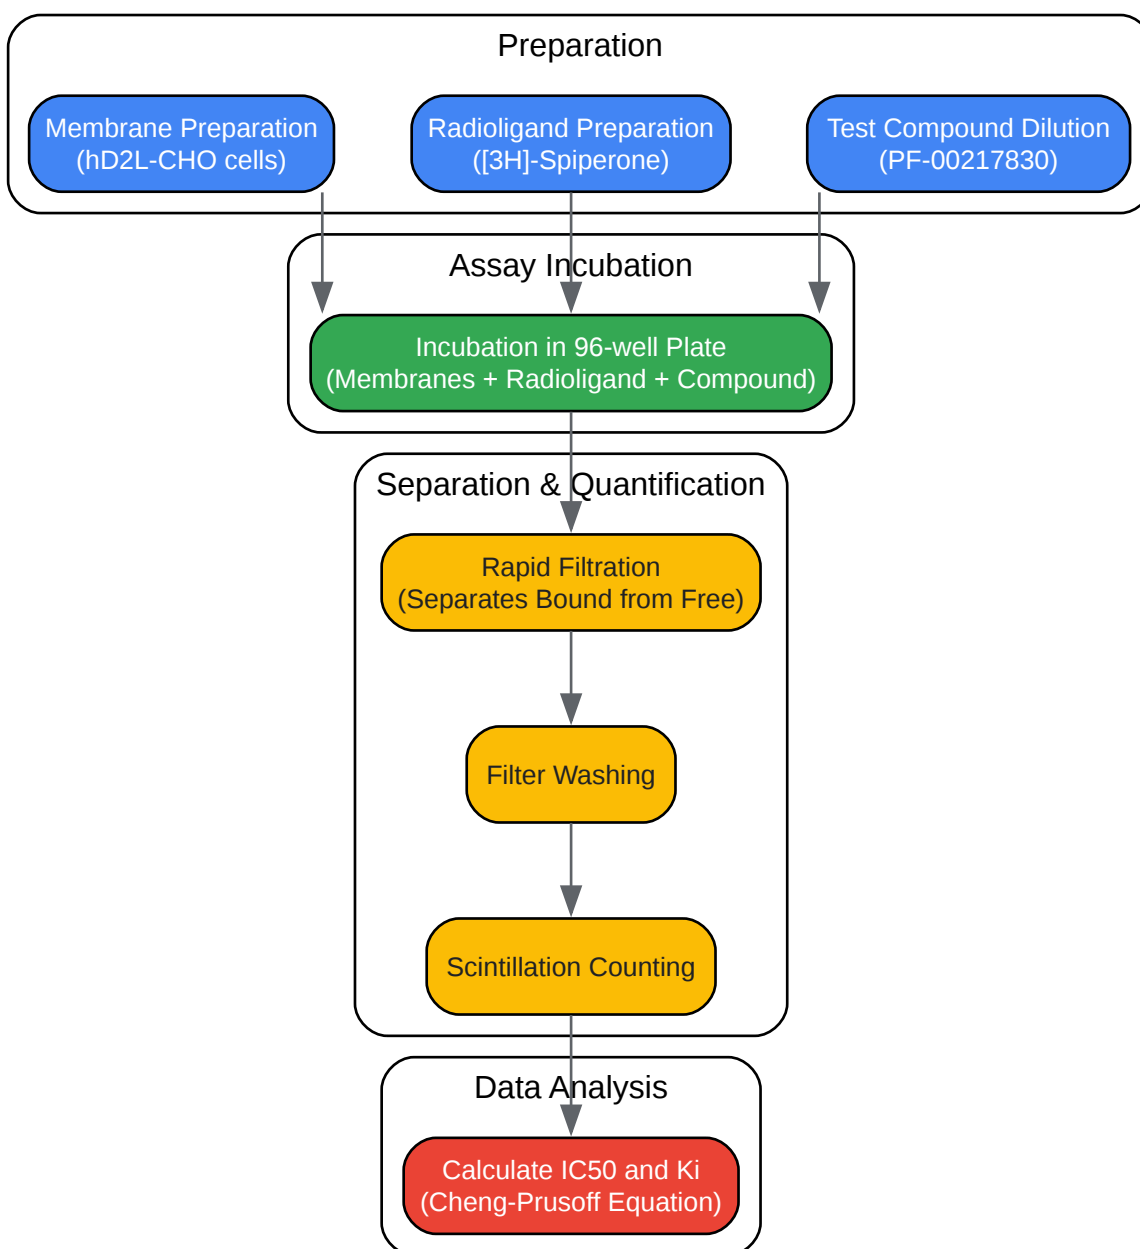 Preparation
Membrane Preparation
(hD2L-CHO cells)
Radioligand Preparation
([3H]-Spiperone)
Test Compound Dilution
(PF-00217830)
Assay Incubation
Incubation in 96-well Plate
(Membranes + Radioligand + Compound)
Separation & Quantification
Rapid Filtration
(Separates Bound from Free)
Filter Washing
Scintillation Counting
Data Analysis
Calculate IC50 and Ki
(Cheng-Prusoff Equation)